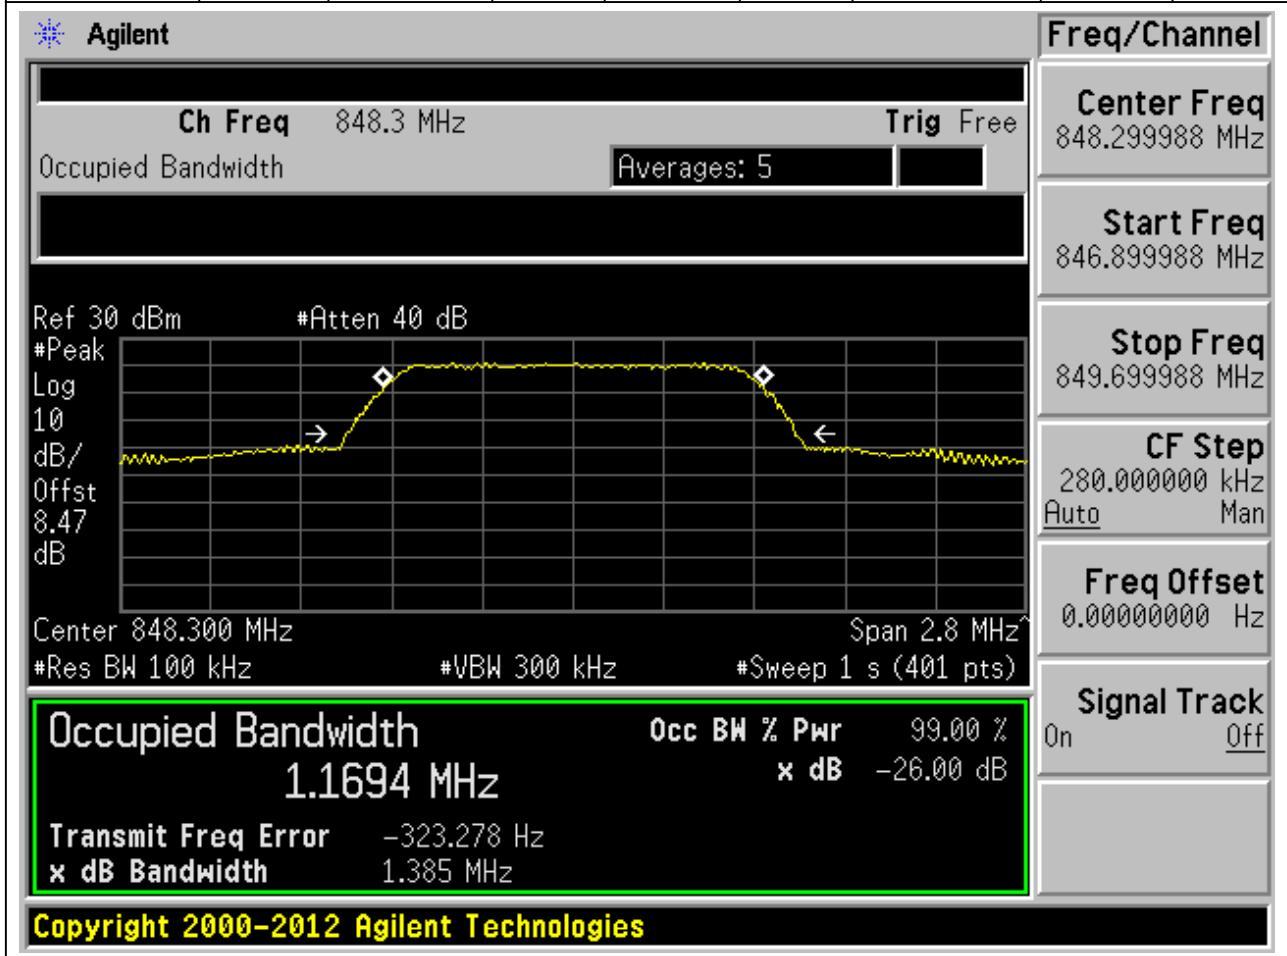 Agilent
Freq/Channel
Ch Freq 848.3 MHz Trig Free
Occupied Bandwidth Averages: 5
Center Freq
848.299988 MHz
Start Freq
846.899988 MHz
Stop Freq
849.699988 MHz
CF Step
280.000000 kHz
Auto Man
Freq Offset
0.00000000 Hz
Signal Track
On Off
Ref 30 dBm #Atten 40 dB
#Peak
Log
10
dB/
Offst
8.47
dB
Center 848.300 MHz Span 2.8 MHz^
#Res BW 100 kHz #VBW 300 kHz #Sweep 1 s (401 pts)
Occupied Bandwidth Occ BW % Pwr 99.00 %
1.1694 MHz x dB -26.00 dB
Transmit Freq Error -323.278 Hz
x dB Bandwidth 1.385 MHz
Copyright 2000-2012 Agilent Technologies